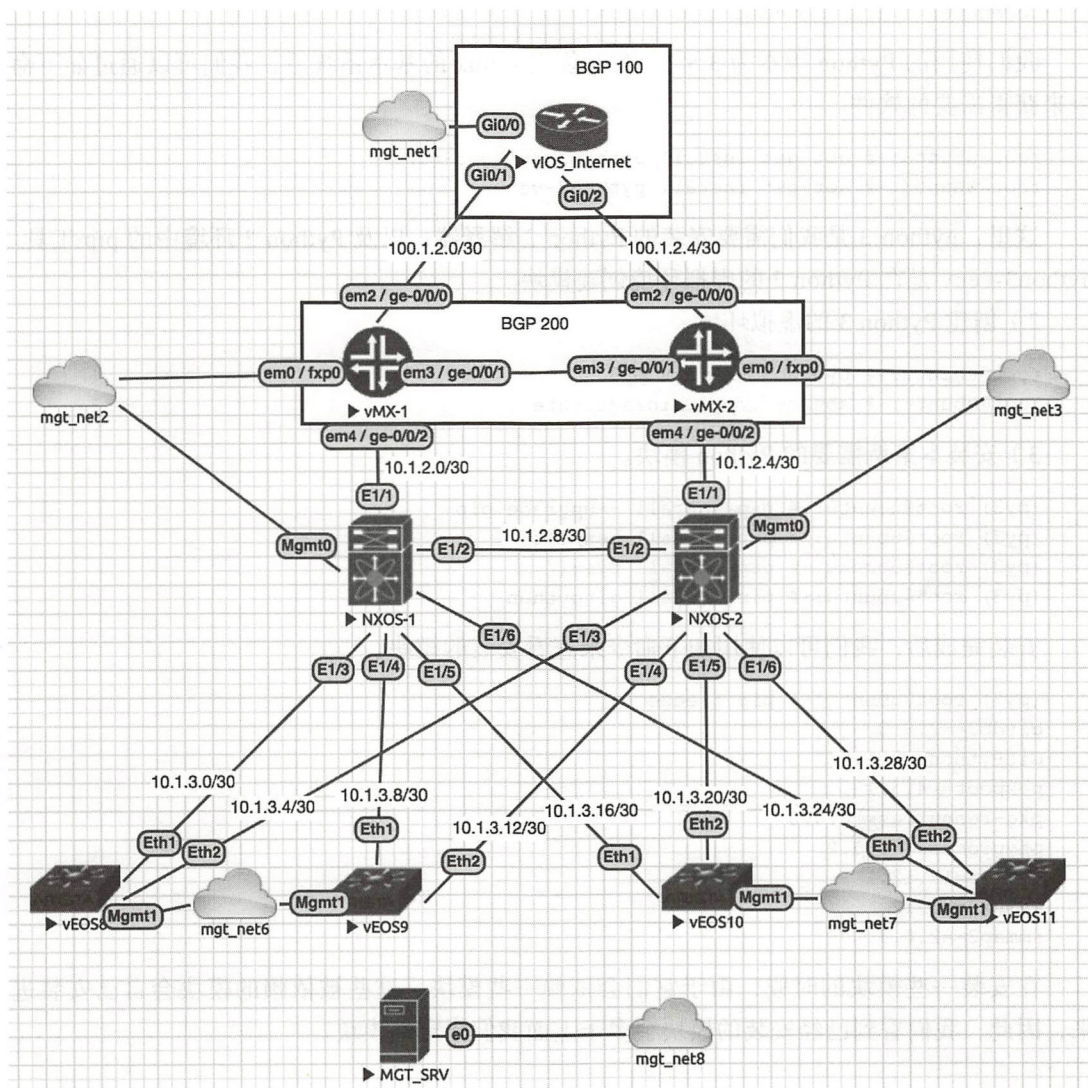 BGP 100
Gi0/0
mgt_net1
vIOS_Internet
Gi0/1
Gi0/2
100.1.2.0/30
100.1.2.4/30
em2 / ge-0/0/0
em2 / ge-0/0/0
BGP 200
em0 / fxp0
em3 / ge-0/0/1
em3 / ge-0/0/1
em0 / fxp0
mgt_net2
vMX-1
vMX-2
mgt_net3
em4 / ge-0/0/2
em4 / ge-0/0/2
10.1.2.0/30
10.1.2.4/30
E1/1
E1/1
Mgmt0
10.1.2.8/30
Mgmt0
E1/2
E1/2
NXOS-1
NXOS-2
E1/6
E1/3
E1/3
E1/4
E1/5
E1/4
E1/5
E1/6
10.1.3.0/30
10.1.3.4/30
10.1.3.8/30
10.1.3.12/30
10.1.3.16/30
10.1.3.20/30
10.1.3.24/30
10.1.3.28/30
Eth1
Eth2
Eth1
Eth2
Eth1
Eth2
Eth1
Eth2
vEOS8
Mgmt1
mgt_net6
Mgmt1
vEOS9
vEOS10
Mgmt1
mgt_net7
Mgmt1
vEOS11
e0
MGT_SRV
mgt_net8